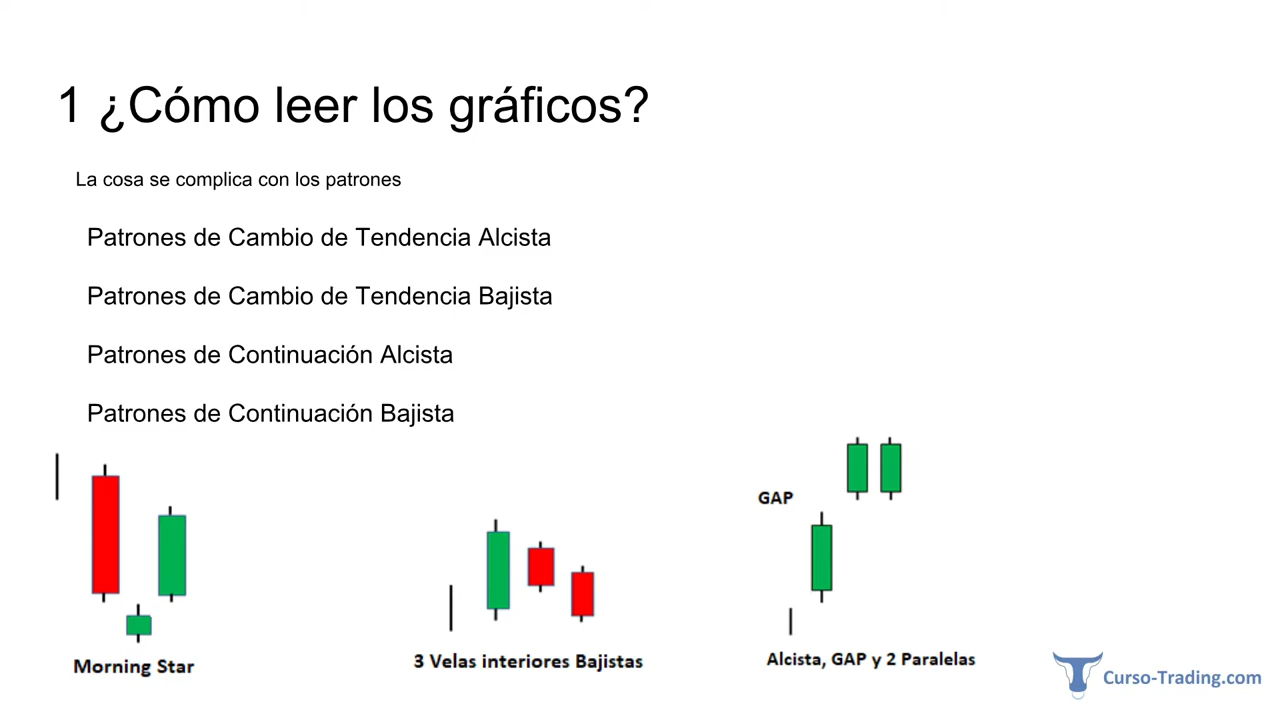 1 ¿Cómo leer los gráficos?
La cosa se complica con los patrones
Patrones de Cambio de Tendencia Alcista
Patrones de Cambio de Tendencia Bajista
Patrones de Continuación Alcista
Patrones de Continuación Bajista
GAP
Morning Star
3 Velas interiores Bajistas
Alcista, GAP y 2 Paralelas
Curso-Trading.com